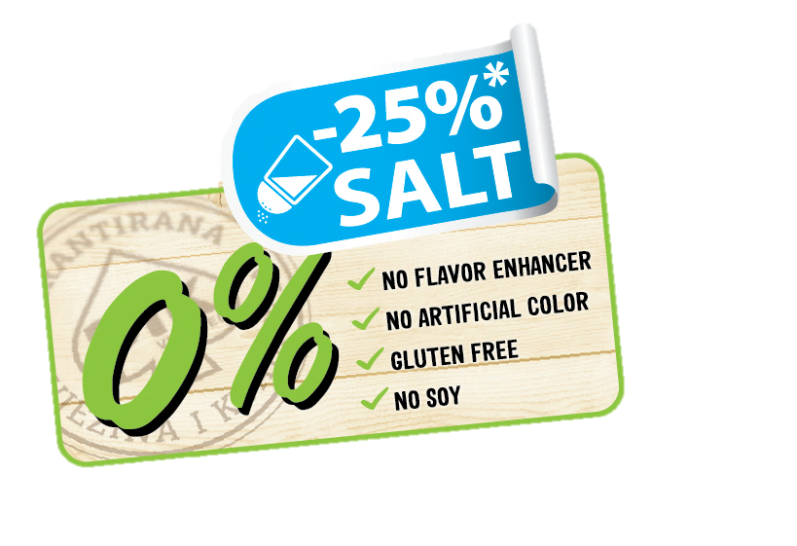 -25%*
SALT
0%
NO FLAVOR ENHANCER
NO ARTIFICIAL COLOR
GLUTEN FREE
NO SOY